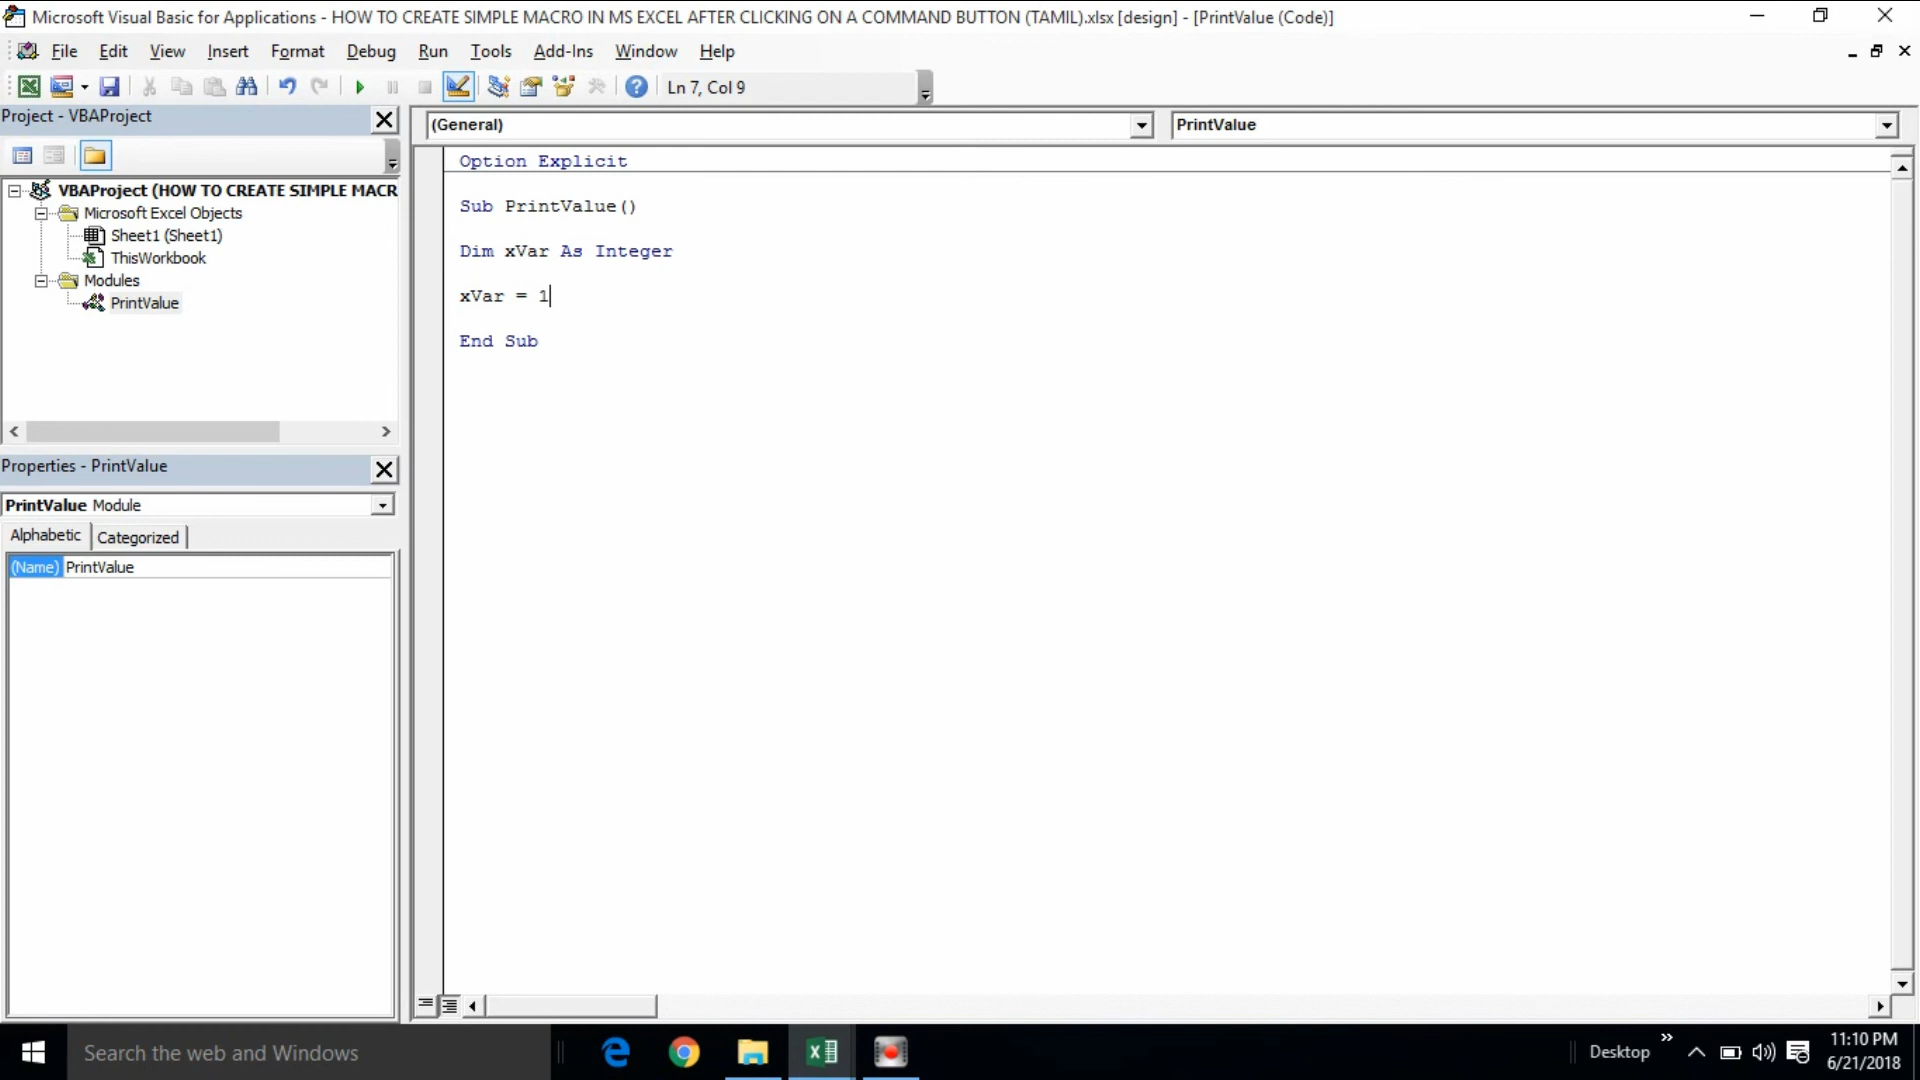 Microsoft Visual Basic for Applications - HOW TO CREATE SIMPLE MACRO IN MS EXCEL AFTER CLICKING ON A COMMAND BUTTON (TAMIL).xlsx [design] - [PrintValue (Code)]
File Edit View Insert Format Debug Run Tools Add-Ins Window Help
Ln 7, Col 9
Project - VBAProject
(General) PrintValue
VBAProject (HOW TO CREATE SIMPLE MACR
Microsoft Excel Objects
Sheet1 (Sheet1)
ThisWorkbook
Modules
PrintValue
Option Explicit
Sub PrintValue()
Dim xVar As Integer
xVar = 1
End Sub
Properties - PrintValue
PrintValue Module
Alphabetic Categorized
(Name) PrintValue
Search the web and Windows
Desktop
11:10 PM
6/21/2018